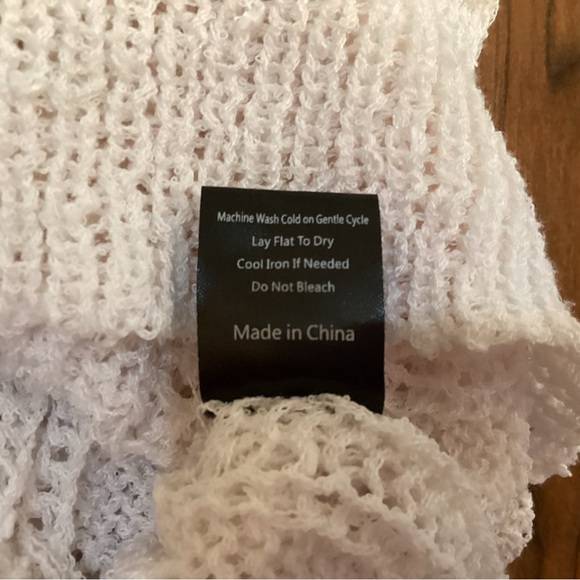 Machine Wash Cold on Gentle Cycle
Lay Flat To Dry
Cool Iron If Needed
Do Not Bleach
Made in China